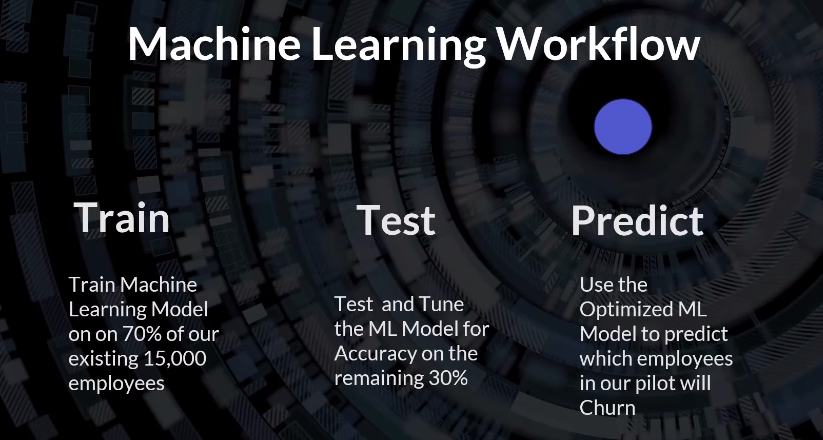 Machine Learning Workflow
Train
Train Machine
Learning Model
on on 70% of our
existing 15,000
employees
Test
Test and Tune
the ML Model for
Accuracy on the
remaining 30%
Predict
Use the
Optimized ML
Model to predict
which employees
in our pilot will
Churn